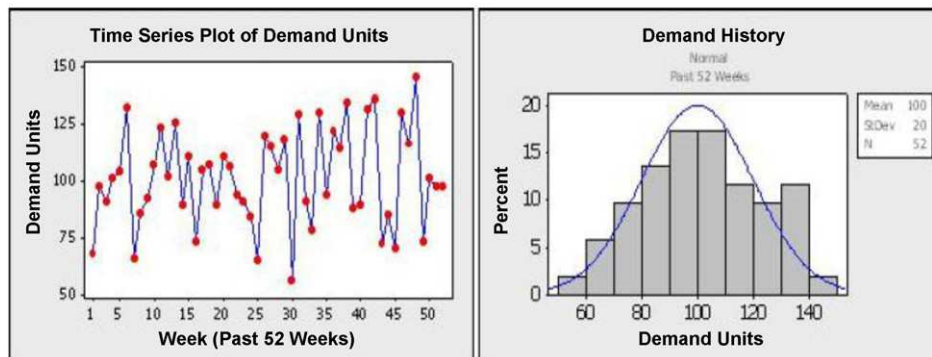 Time Series Plot of Demand Units
150
125
100
75
50
Demand Units
1 5 10 15 20 25 30 35 40 45 50
Week (Past 52 Weeks)
Demand History
Normal
Past 52 Weeks
20
15
10
5
0
Percent
60 80 100 120 140
Demand Units
Mean 100
StDev 20
N 52